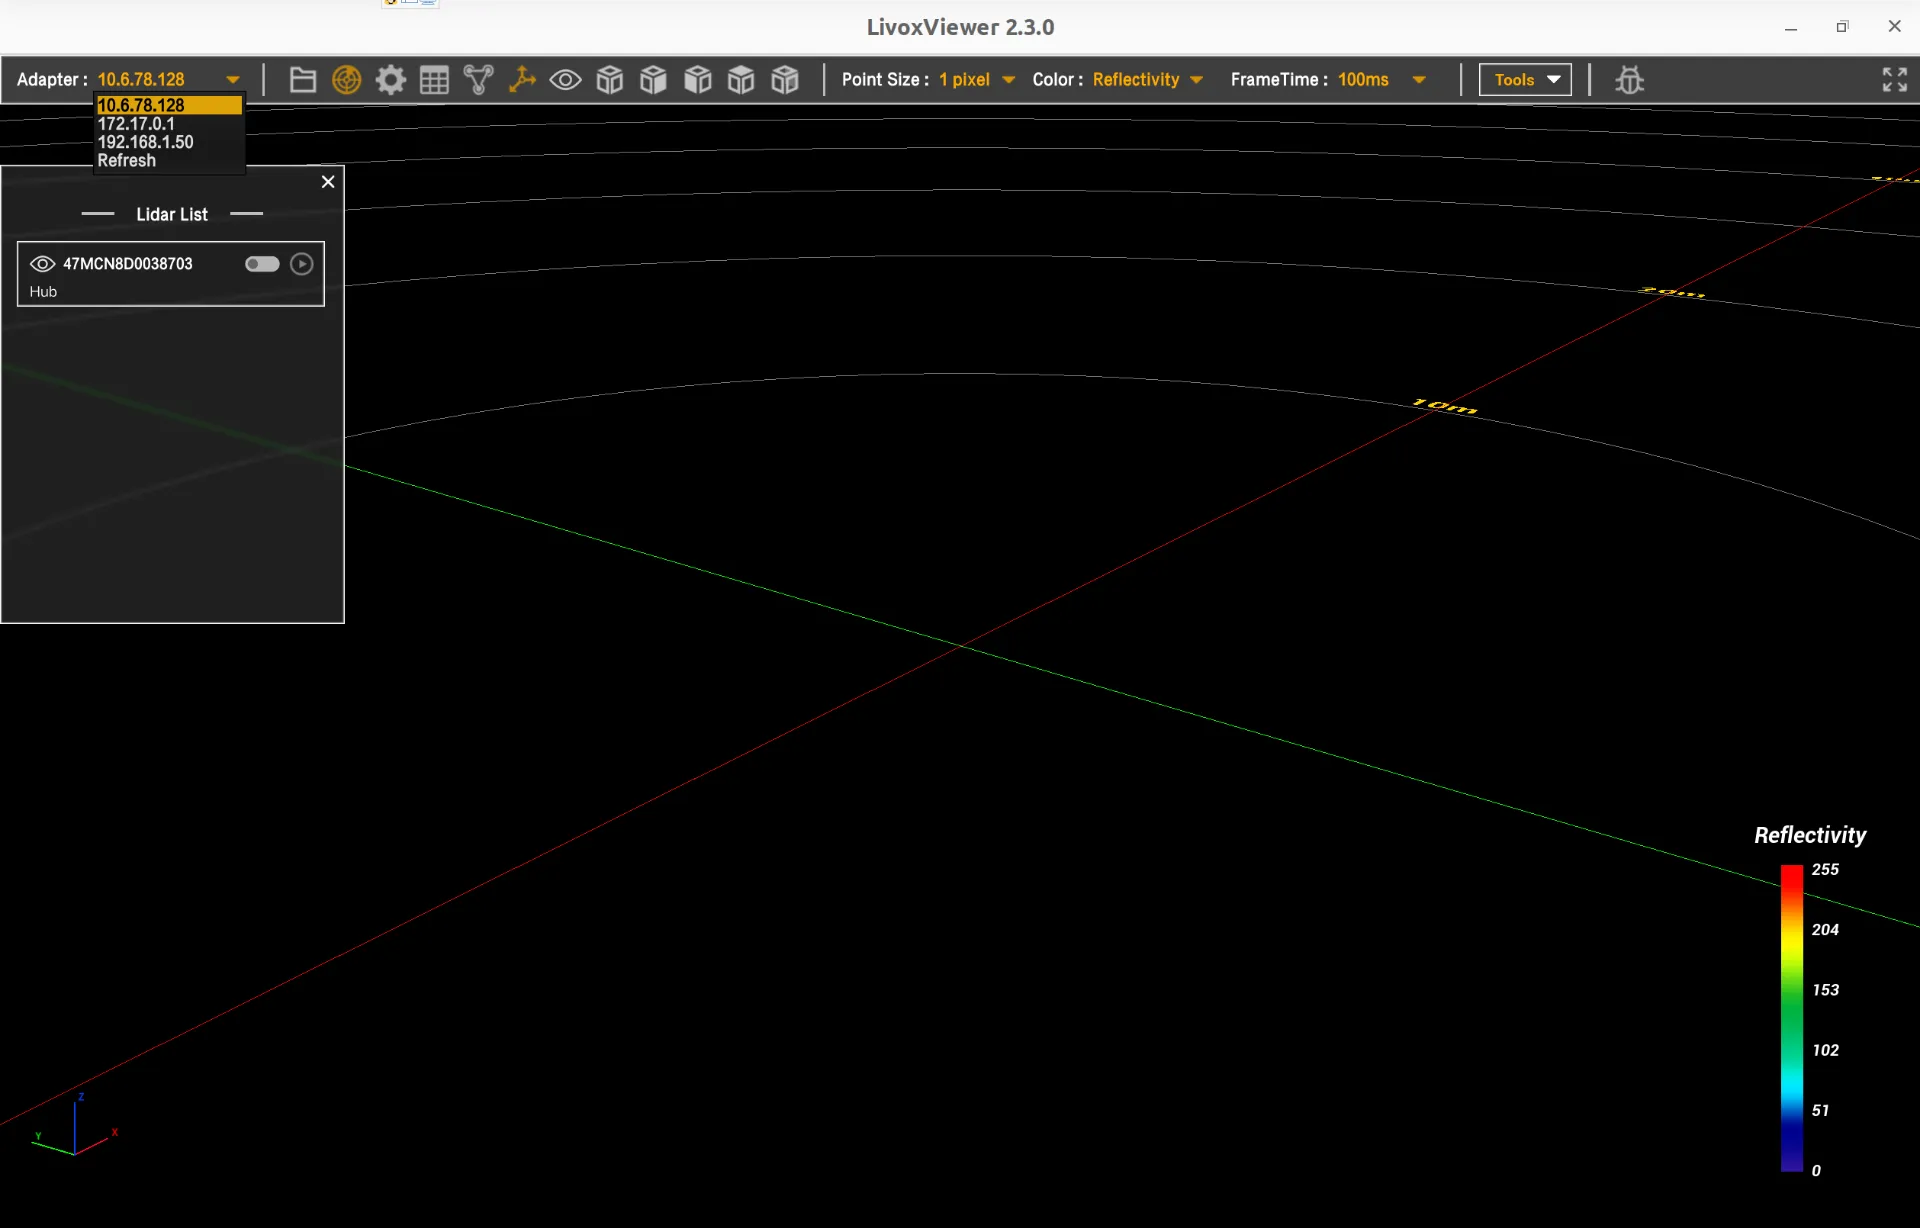 LivoxViewer 2.3.0
Adapter : 10.6.78.128
Point Size : 1 pixel
Color : Reflectivity
FrameTime : 100ms
Tools
10.6.78.128
172.17.0.1
192.168.1.50
Refresh
Lidar List
47MCN8D0038703
Hub
10m
Reflectivity
255
204
153
102
51
0
Z
Y
X